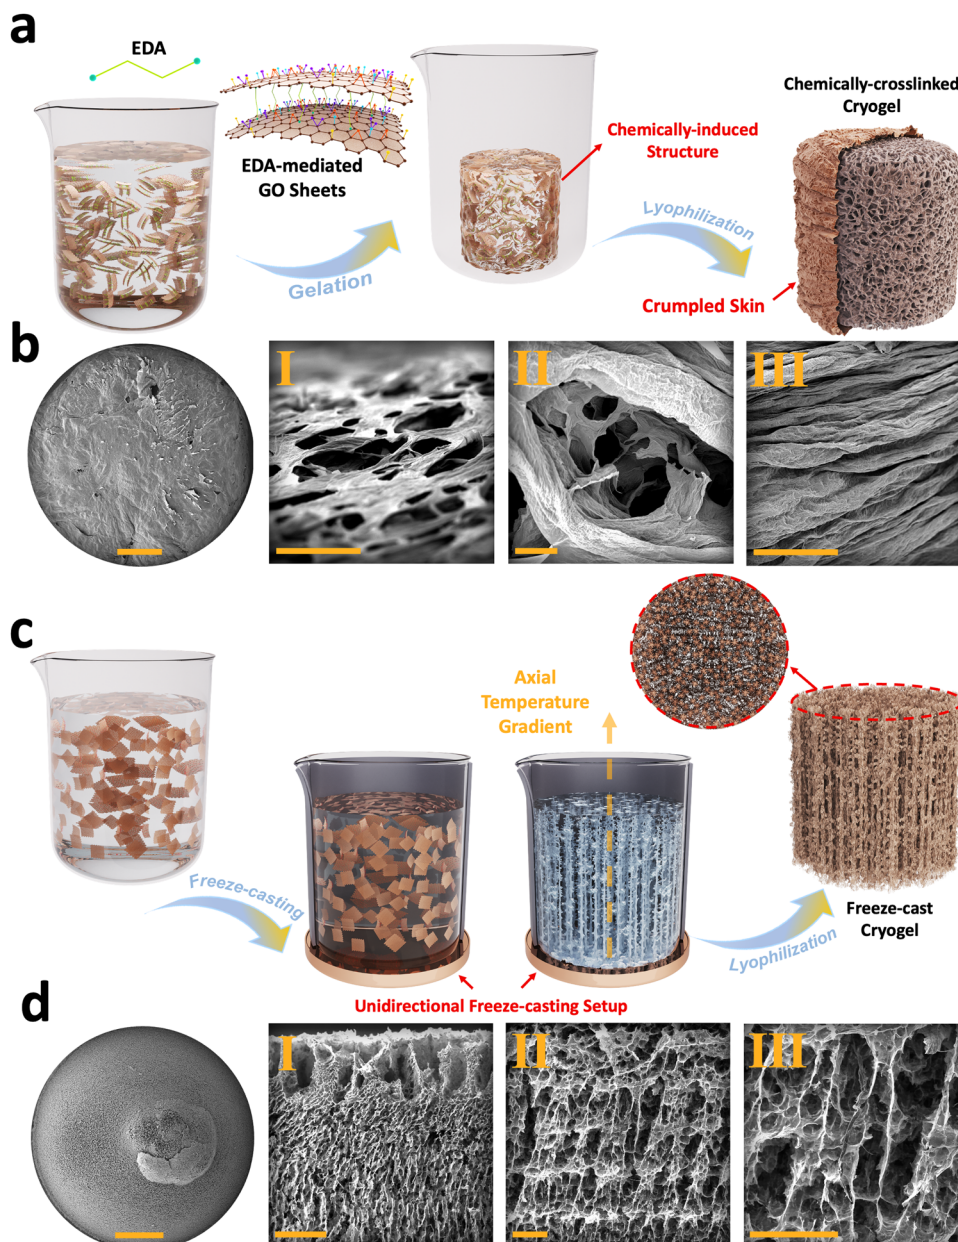 a
EDA
EDA-mediated
GO Sheets
Gelation
Chemically-induced
Structure
Lyophilization
Chemically-crosslinked
Cryogel
Crumpled Skin
b
I
II
III
c
Freeze-casting
Axial
Temperature
Gradient
Unidirectional Freeze-casting Setup
Lyophilization
Freeze-cast
Cryogel
d
I
II
III